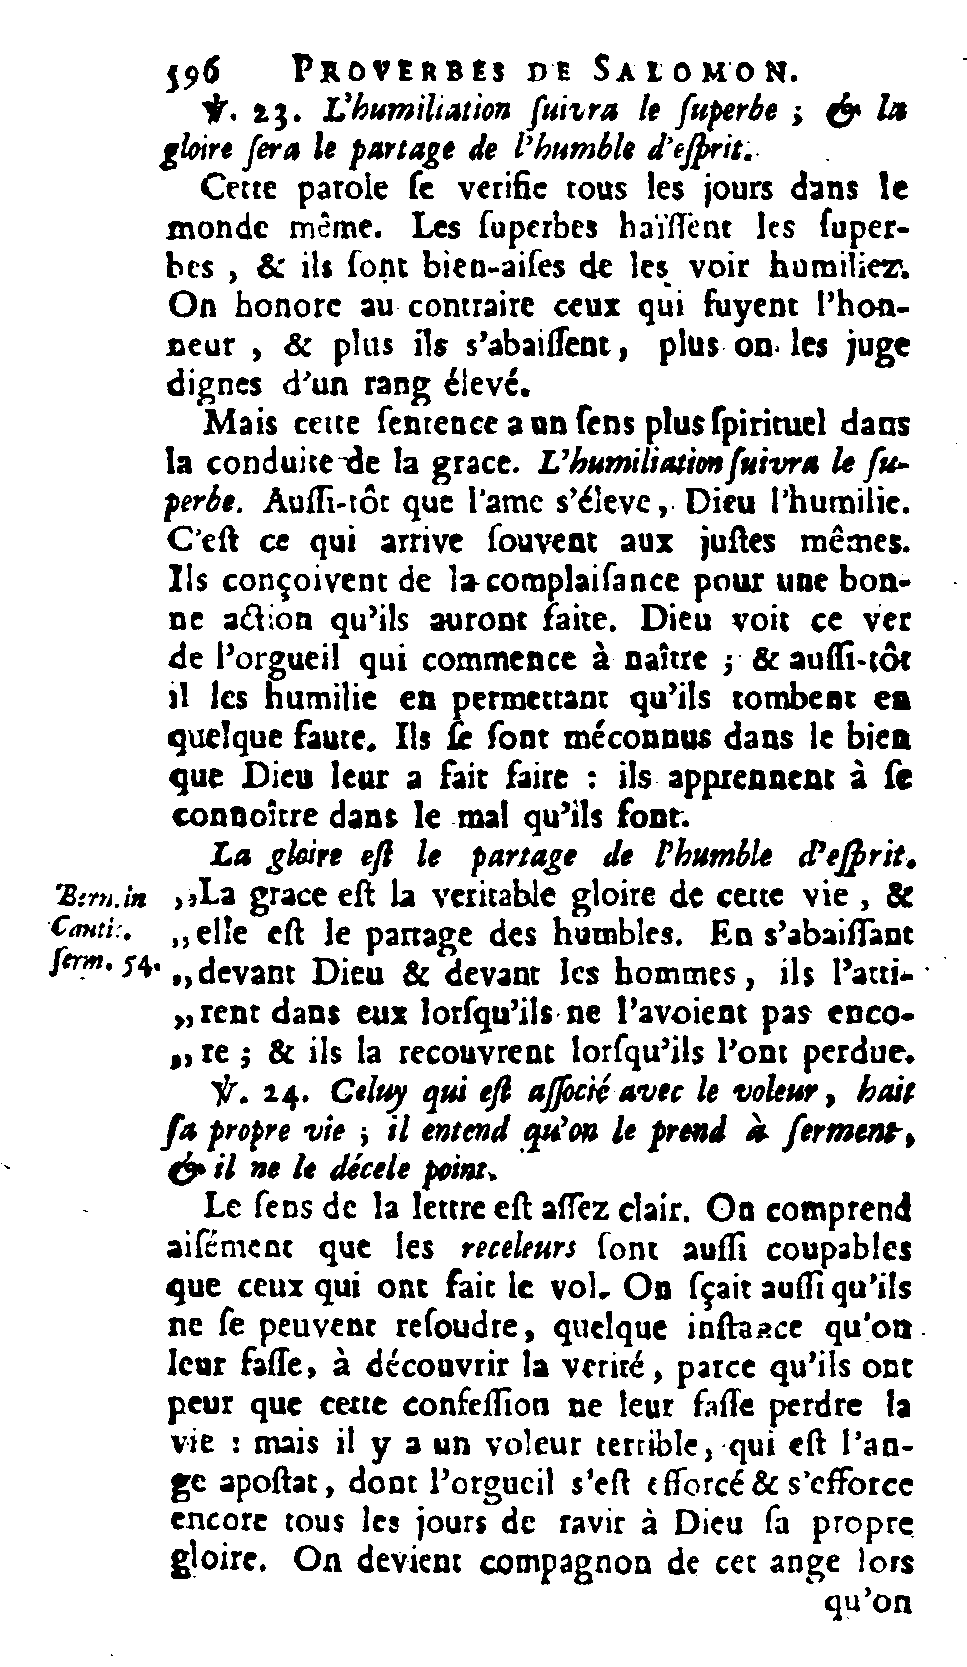 596 PROVERBES DE SALOMON.
℣. 23. L'humiliation ſuivra le ſuperbe ; & la
gloire ſera le partage de l'humble d'eſprit.
Cette parole ſe verifie tous les jours dans le
monde même. Les ſuperbes haïſſent les ſuper-
bes , & ils ſont bien-aiſes de les voir humiliez.
On honore au contraire ceux qui fuyent l'hon-
neur , & plus ils s'abaiſſent, plus on les juge
dignes d'un rang élevé.
Mais cette ſentence a un ſens plus ſpirituel dans
la conduite de la grace. L'humiliation ſuivra le ſu-
perbe. Auſſi-tôt que l'ame s'éleve, Dieu l'humilie.
C'eſt ce qui arrive ſouvent aux juſtes mêmes.
Ils conçoivent de la complaiſance pour une bon-
ne action qu'ils auront faite. Dieu voit ce ver
de l'orgueil qui commence à naître ; & auſſi-tôt
il les humilie en permettant qu'ils tombent en
quelque faute. Ils ſe ſont méconnus dans le bien
que Dieu leur a fait faire : ils apprennent à ſe
connoître dans le mal qu'ils font.
La gloire eſt le partage de l'humble d'eſprit.
Bern. in ,,La grace eſt la veritable gloire de cette vie , &
Cantic. ,,elle eſt le partage des humbles. En s'abaiſſant
ſerm. 54. ,,devant Dieu & devant les hommes, ils l'atti-
,,rent dans eux lorſqu'ils ne l'avoient pas enco-
,,re ; & ils la recouvrent lorſqu'ils l'ont perdue.
℣. 24. Celuy qui eſt aſſocié avec le voleur, hait
ſa propre vie ; il entend qu'on le prend à ſerment,
& il ne le décele point.
Le ſens de la lettre eſt aſſez clair. On comprend
aiſément que les receleurs ſont auſſi coupables
que ceux qui ont fait le vol. On ſçait auſſi qu'ils
ne ſe peuvent reſoudre, quelque inſtance qu'on
leur faſſe, à découvrir la verité, parce qu'ils ont
peur que cette confeſſion ne leur faſſe perdre la
vie : mais il y a un voleur terrible, qui eſt l'an-
ge apoſtat, dont l'orgueil s'eſt efforcé & s'efforce
encore tous les jours de ravir à Dieu ſa propre
gloire. On devient compagnon de cet ange lors
qu'on